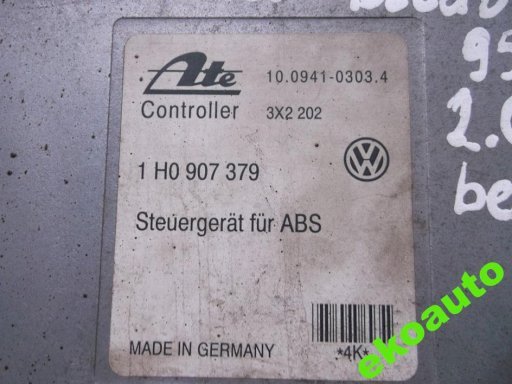 Ate 10.0941-0303.4
Controller 3X2 202
1 H0 907 379
Steuergerät für ABS
MADE IN GERMANY *4K*
ekoauto